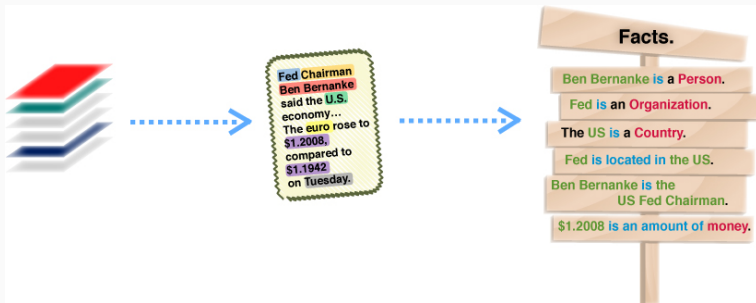 Fed Chairman
Ben Bernanke
said the U.S.
economy...
The euro rose to
$1.2008,
compared to
$1.1942
on Tuesday.
Facts.
Ben Bernanke is a Person.
Fed is an Organization.
The US is a Country.
Fed is located in the US.
Ben Bernanke is the
US Fed Chairman.
$1.2008 is an amount of money.